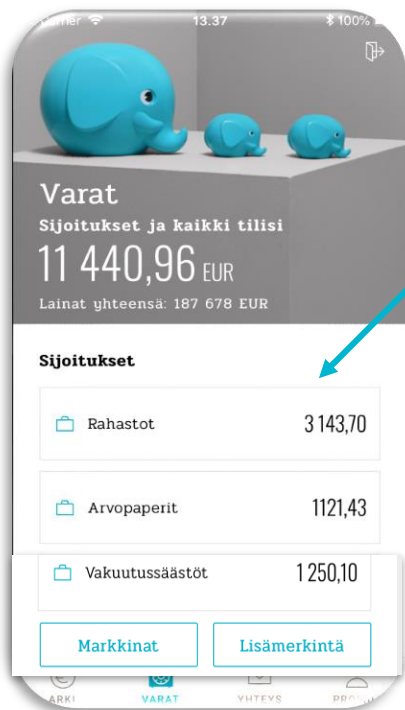 13.37 100%
Varat
Sijoitukset ja kaikki tilisi
11 440,96 EUR
Lainat yhteensä: 187 678 EUR
Sijoitukset
Rahastot 3 143,70
Arvopaperit 1121,43
Vakuutussäästöt 1 250,10
Markkinat Lisämerkintä
ARKI VARAT YHTEYS